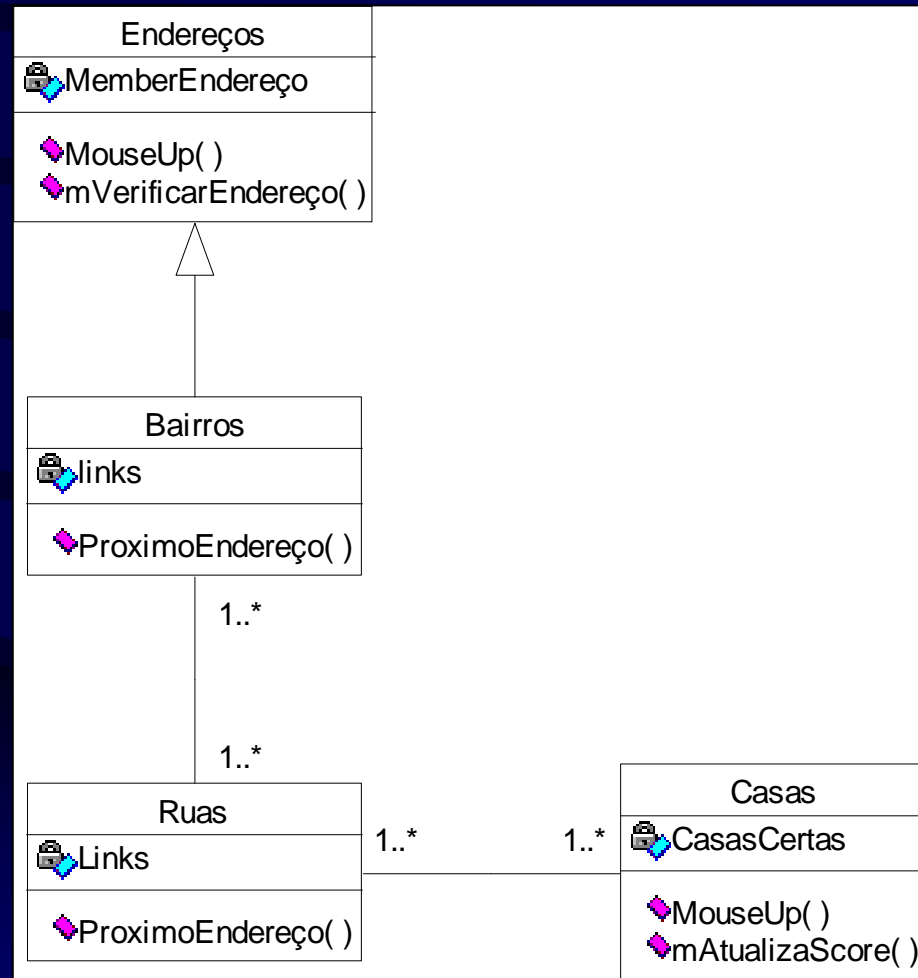 Endereços
MemberEndereço
MouseUp( )
mVerificarEndereço( )
Bairros
links
ProximoEndereço( )
1..*
1..*
Ruas
Links
ProximoEndereço( )
1..*
1..*
Casas
CasasCertas
MouseUp( )
mAtualizaScore( )